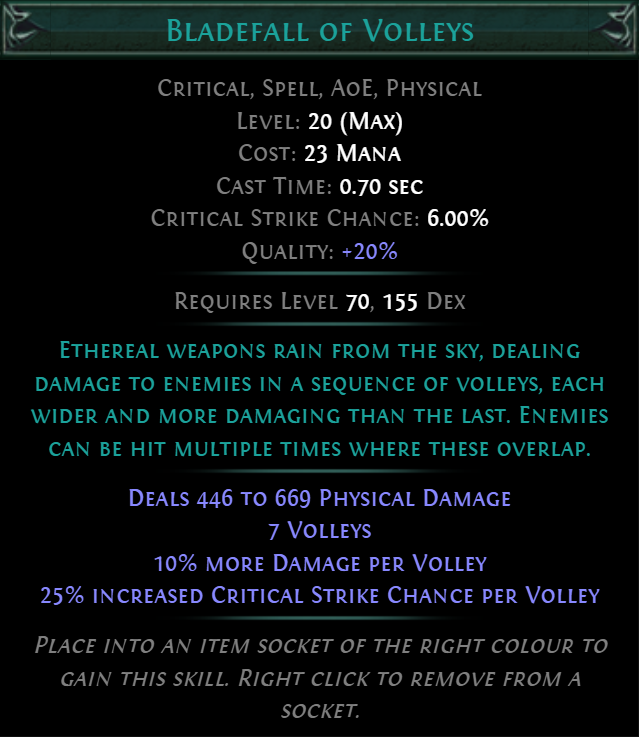 Bladefall of Volleys
Critical, Spell, AoE, Physical
Level: 20 (Max)
Cost: 23 Mana
Cast Time: 0.70 sec
Critical Strike Chance: 6.00%
Quality: +20%
Requires Level 70, 155 Dex
Ethereal weapons rain from the sky, dealing
damage to enemies in a sequence of volleys, each
wider and more damaging than the last. Enemies
can be hit multiple times where these overlap.
Deals 446 to 669 Physical Damage
7 Volleys
10% more Damage per Volley
25% increased Critical Strike Chance per Volley
Place into an item socket of the right colour to
gain this skill. Right click to remove from a
socket.